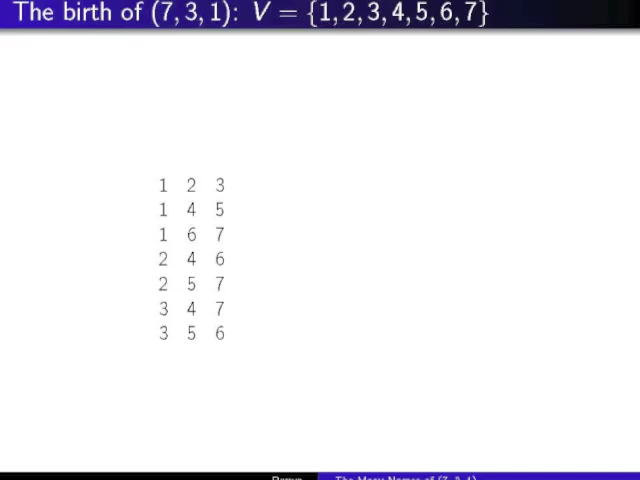 The birth of (7, 3, 1): V = {1, 2, 3, 4, 5, 6, 7}
1 2 3
1 4 5
1 6 7
2 4 6
2 5 7
3 4 7
3 5 6
Brown The Many Names of (7, 3, 1)